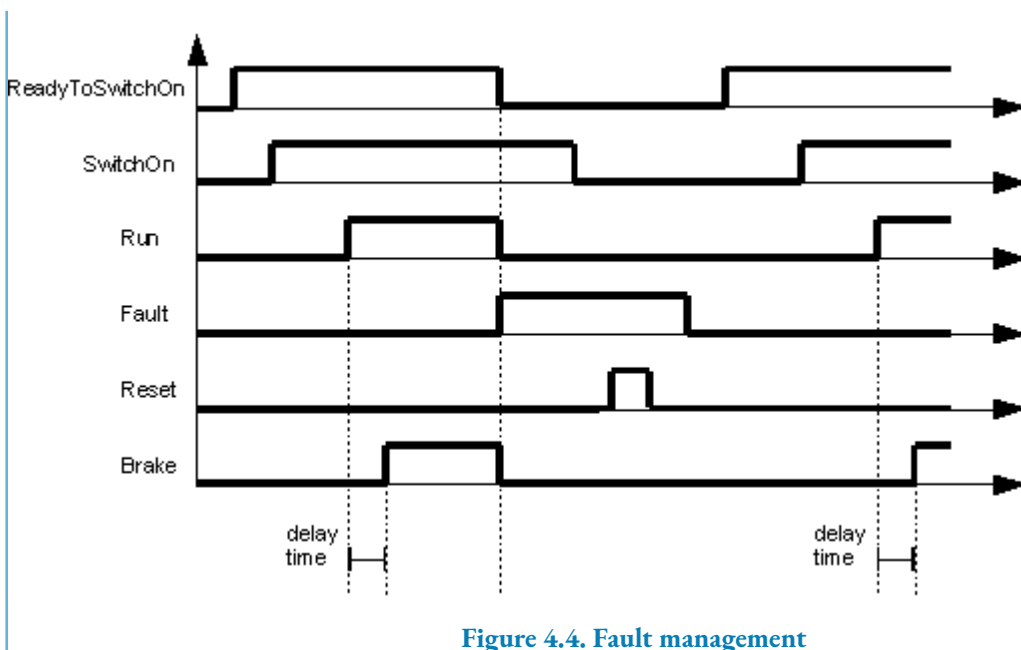 ReadyToSwitchOn
SwitchOn
Run
Fault
Reset
Brake
delay
time
delay
time
Figure 4.4. Fault management